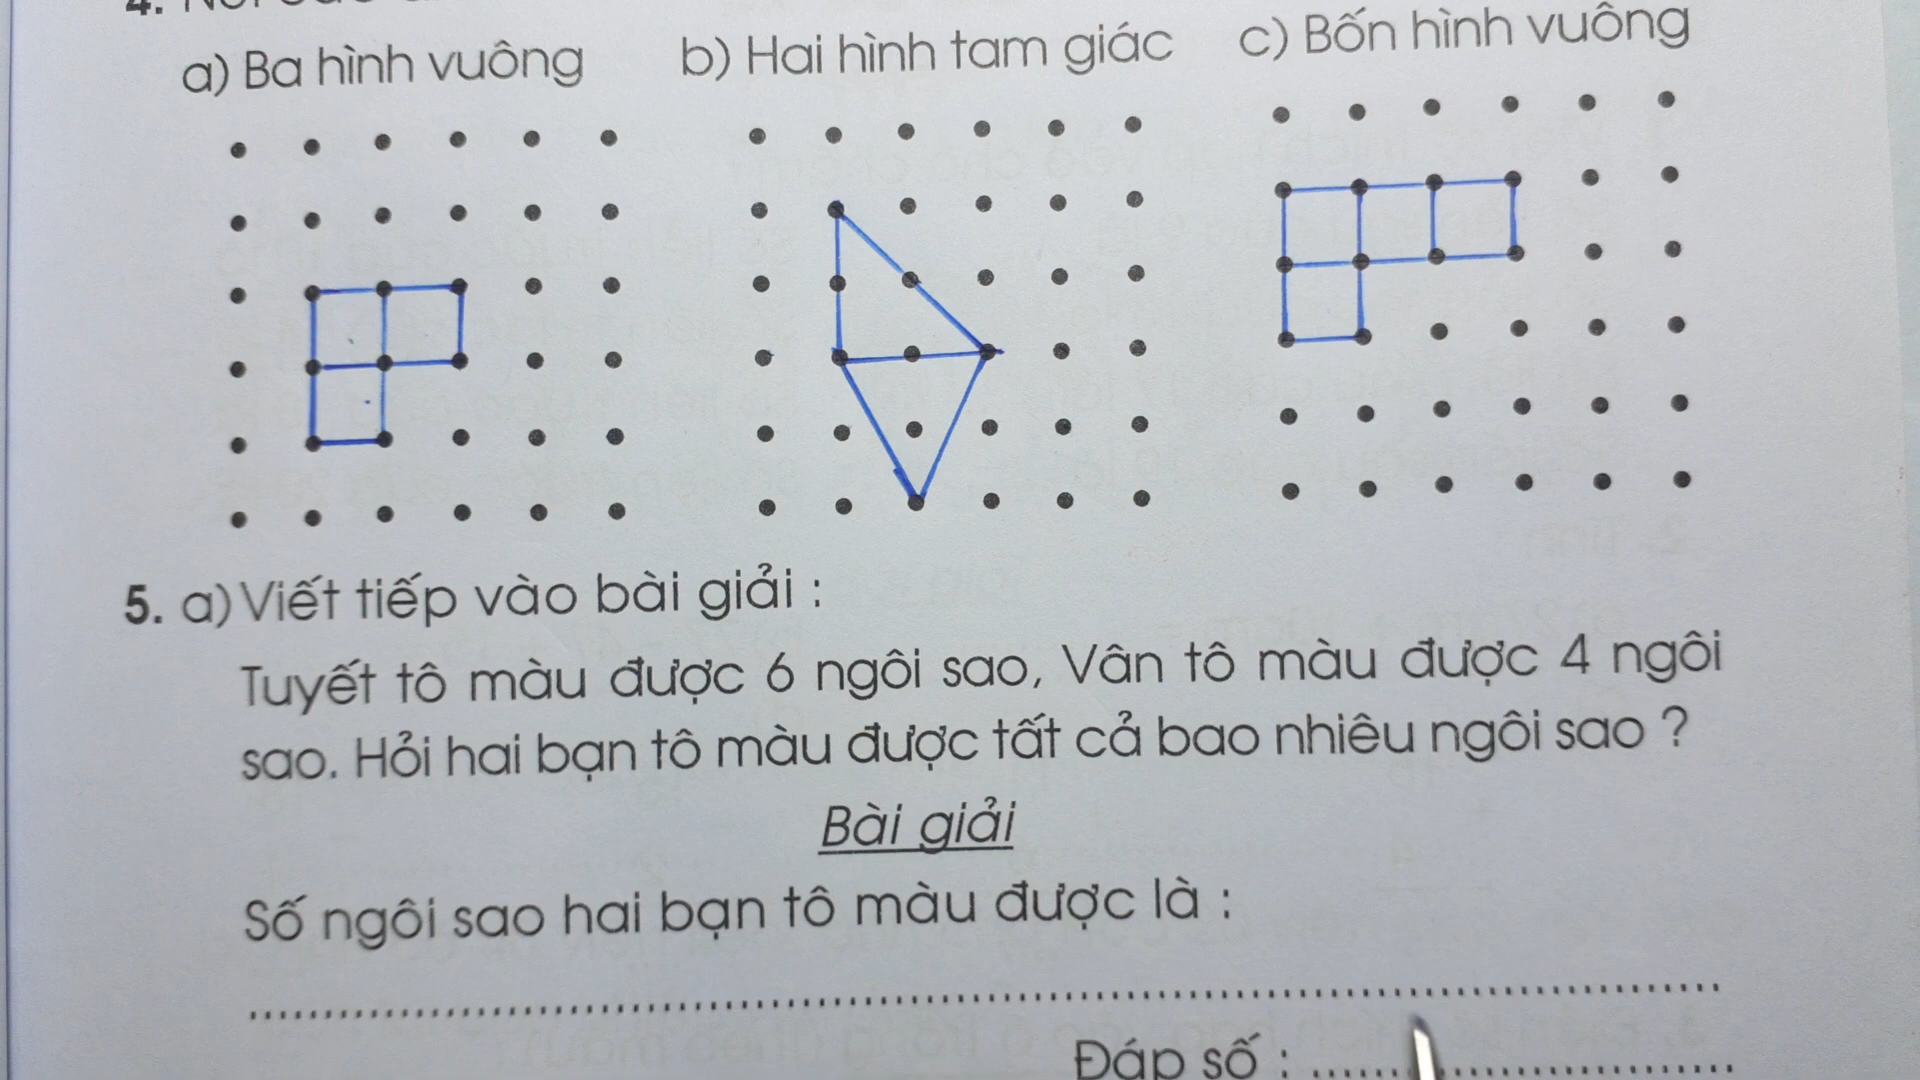 4.
a) Ba hình vuông b) Hai hình tam giác c) Bốn hình vuông
5. a) Viết tiếp vào bài giải :
Tuyết tô màu được 6 ngôi sao, Vân tô màu được 4 ngôi
sao. Hỏi hai bạn tô màu được tất cả bao nhiêu ngôi sao ?
Bài giải
Số ngôi sao hai bạn tô màu được là :
Đáp số :